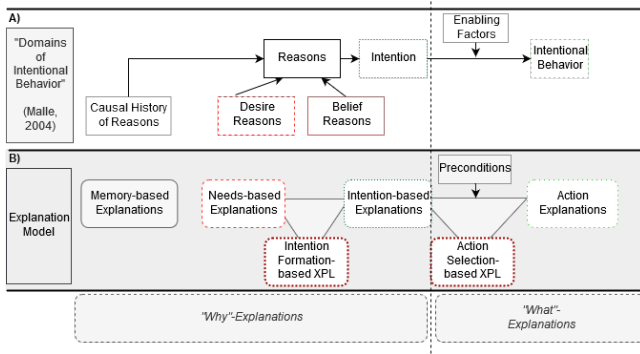 A)
"Domains
of
Intentional
Behavior"
(Malle,
2004)
Causal History
of Reasons
Reasons
Desire
Reasons
Belief
Reasons
Intention
Enabling
Factors
Intentional
Behavior
B)
Explanation
Model
Memory-based
Explanations
Needs-based
Explanations
Intention
Formation-
based XPL
Intention-based
Explanations
Preconditions
Action
Selection-
based XPL
Action
Explanations
"Why"-Explanations
"What"-
Explanations